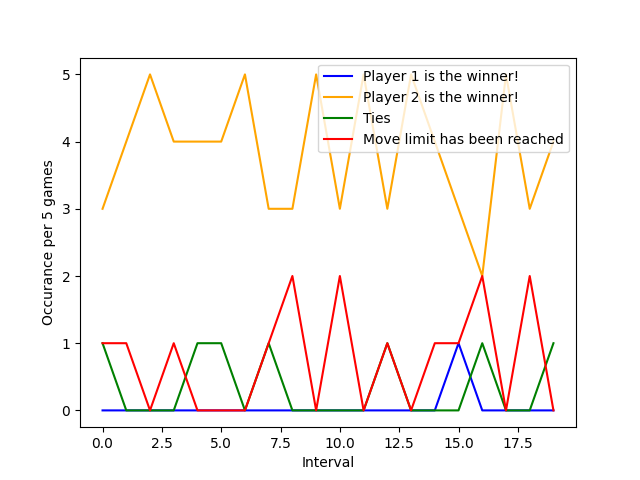 Player 1 is the winner!
Player 2 is the winner!
Ties
Move limit has been reached
Occurance per 5 games
5
4
3
2
1
0
0.0 2.5 5.0 7.5 10.0 12.5 15.0 17.5
Interval